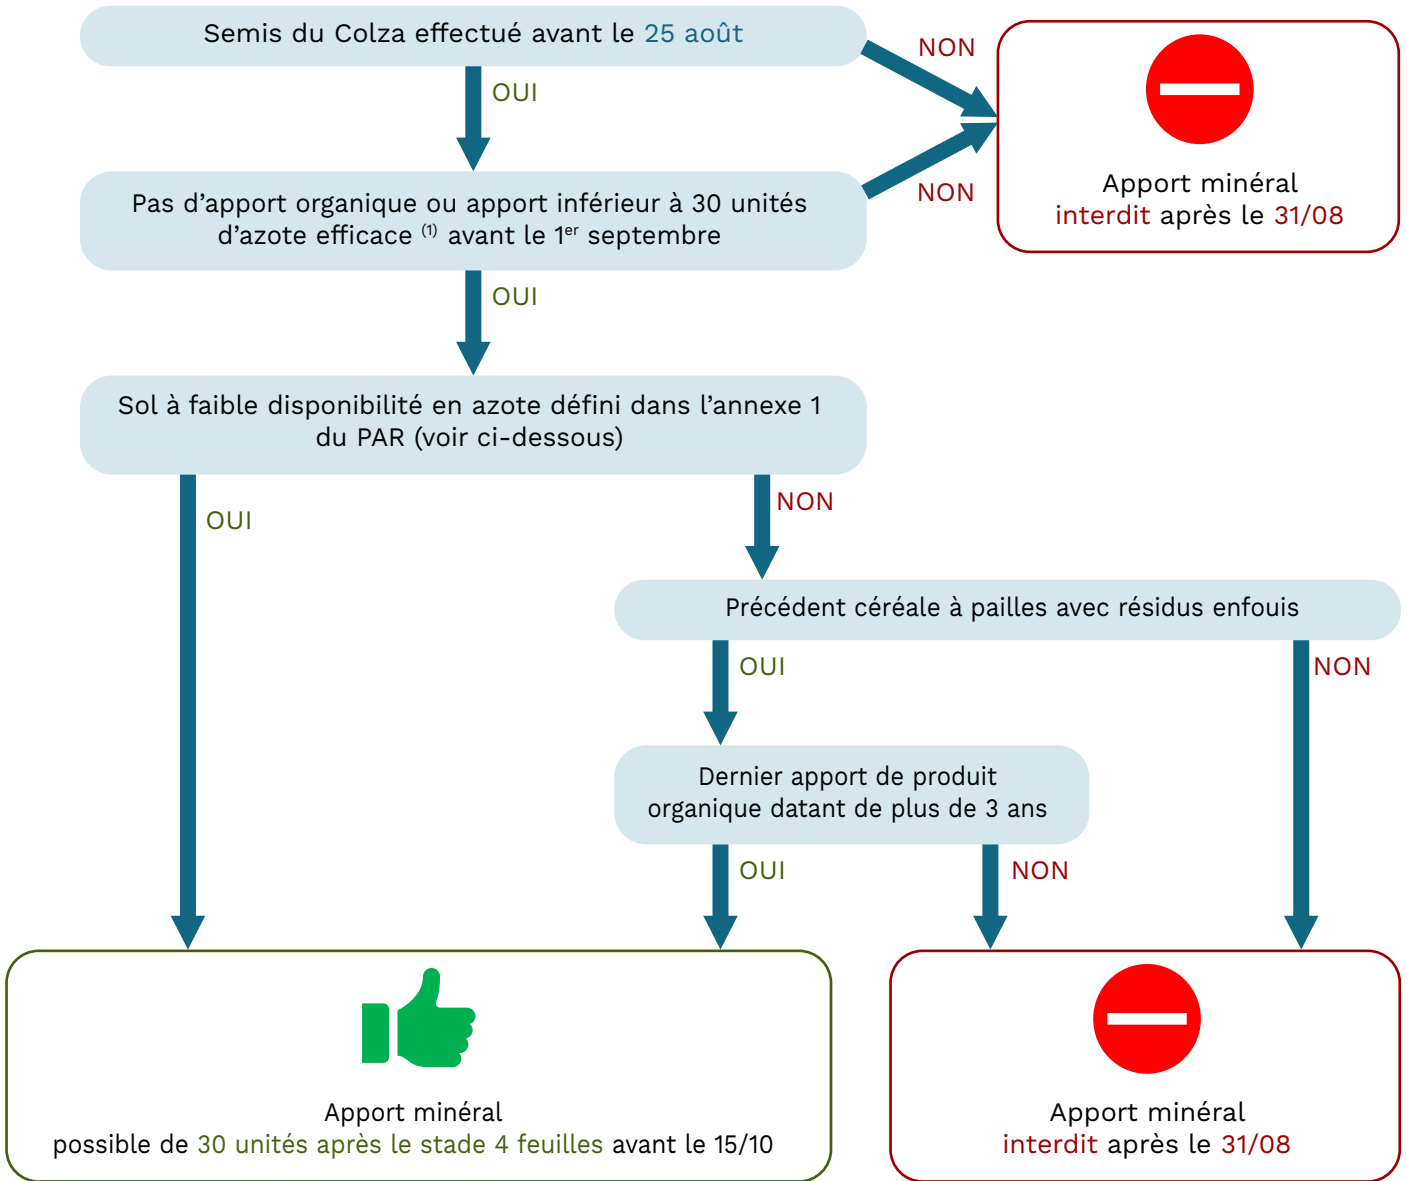 Semis du Colza effectué avant le 25 août
NON
OUI
Apport minéral
interdit après le 31/08
Pas d’apport organique ou apport inférieur à 30 unités
d’azote efficace (1) avant le 1er septembre
NON
OUI
Sol à faible disponibilité en azote défini dans l’annexe 1
du PAR (voir ci-dessous)
OUI
NON
Précédent céréale à pailles avec résidus enfouis
OUI
NON
Dernier apport de produit
organique datant de plus de 3 ans
OUI
NON
Apport minéral
possible de 30 unités après le stade 4 feuilles avant le 15/10
Apport minéral
interdit après le 31/08